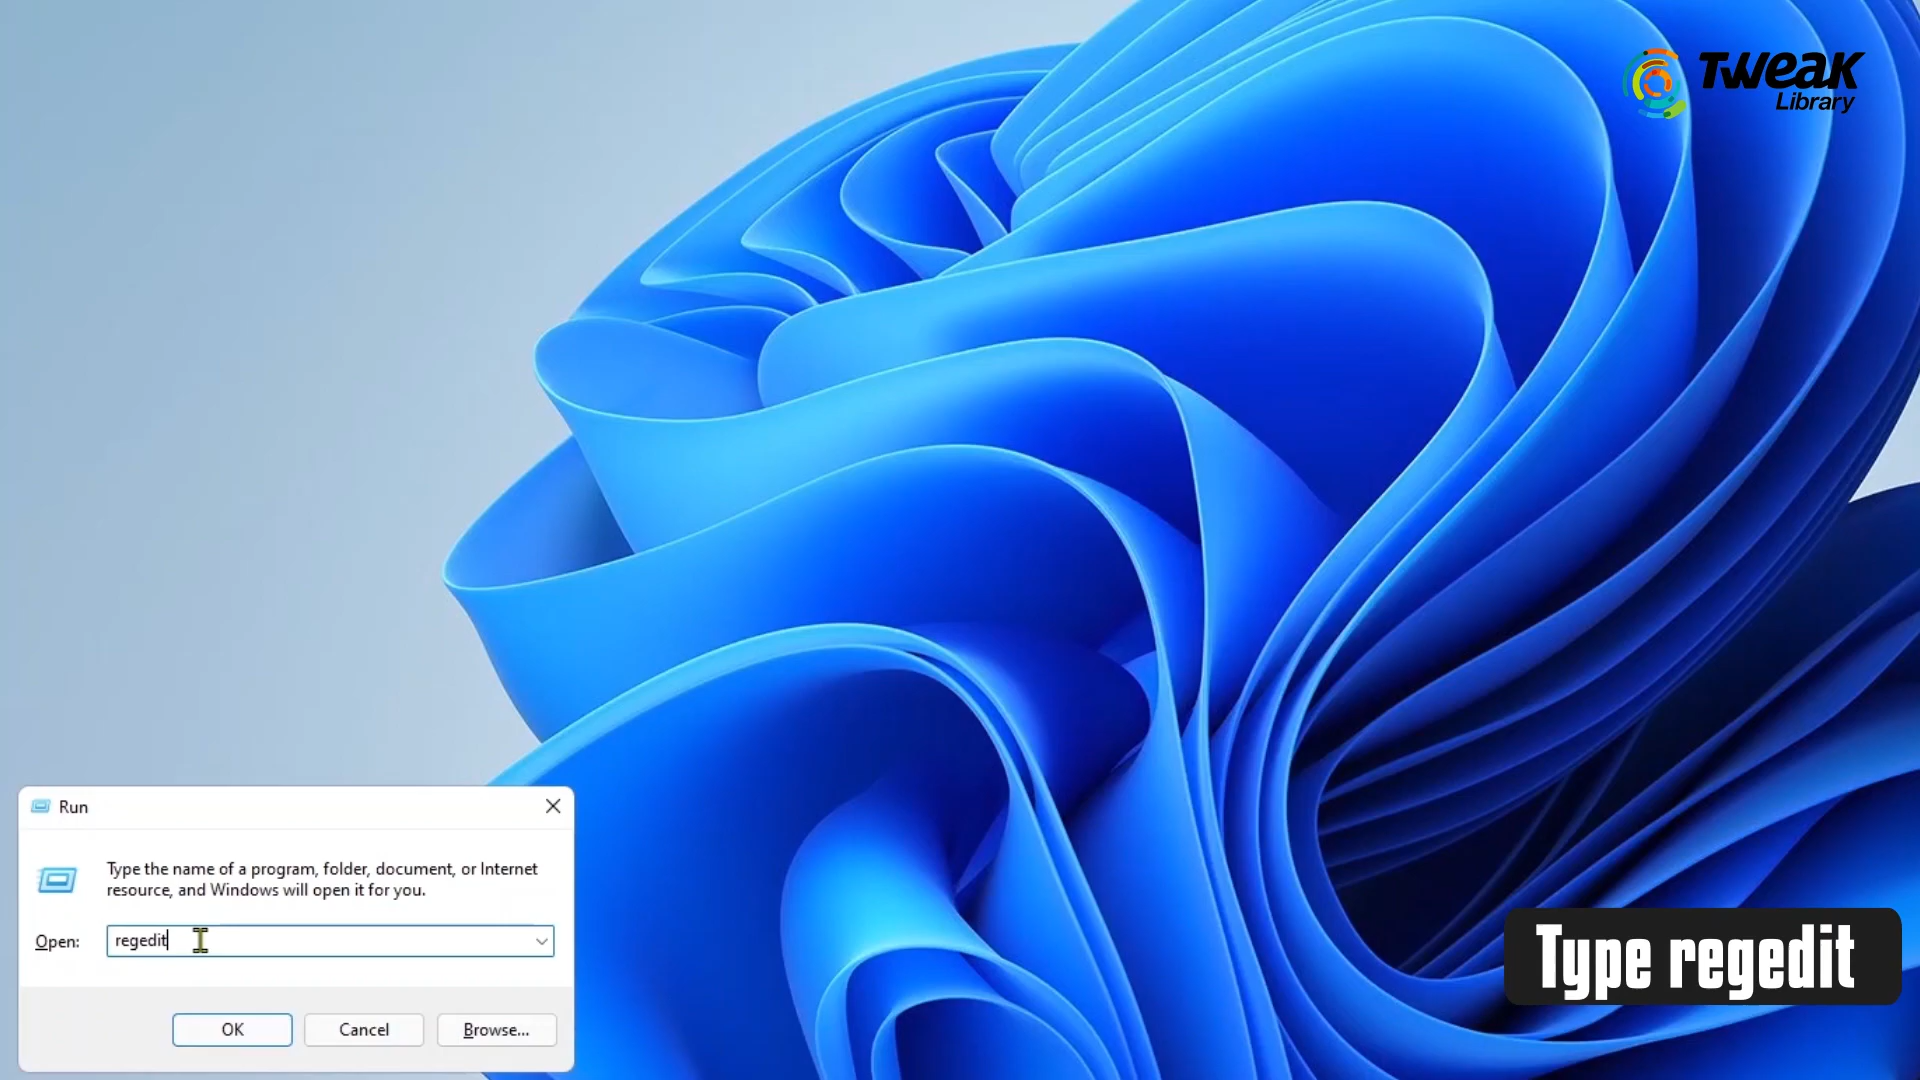 TWEAK
Library
Run
Type the name of a program, folder, document, or Internet
resource, and Windows will open it for you.
Open:
regedit
OK
Cancel
Browse...
Type regedit